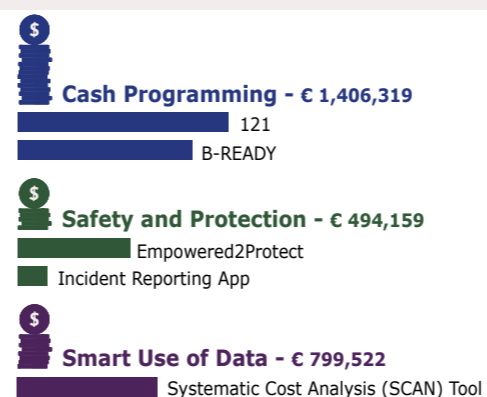 $
Cash Programming - € 1,406,319
121
B-READY
$
Safety and Protection - € 494,159
Empowered2Protect
Incident Reporting App
$
Smart Use of Data - € 799,522
Systematic Cost Analysis (SCAN) Tool